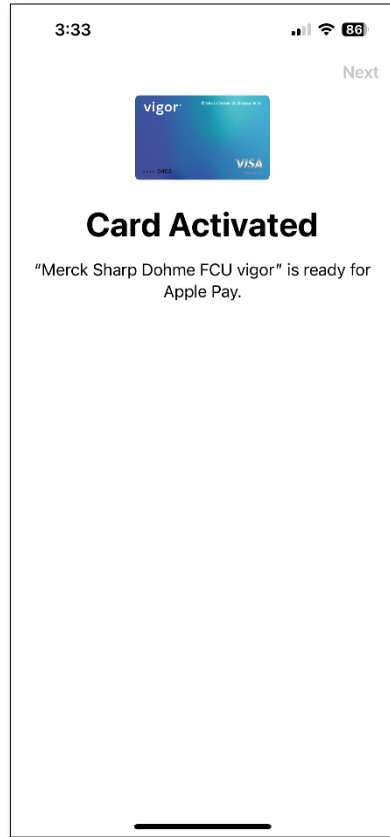 3:33
86
Next
vigor
Card Activated
VISA
"Merck Sharp Dohme FCU vigor" is ready for
Apple Pay.